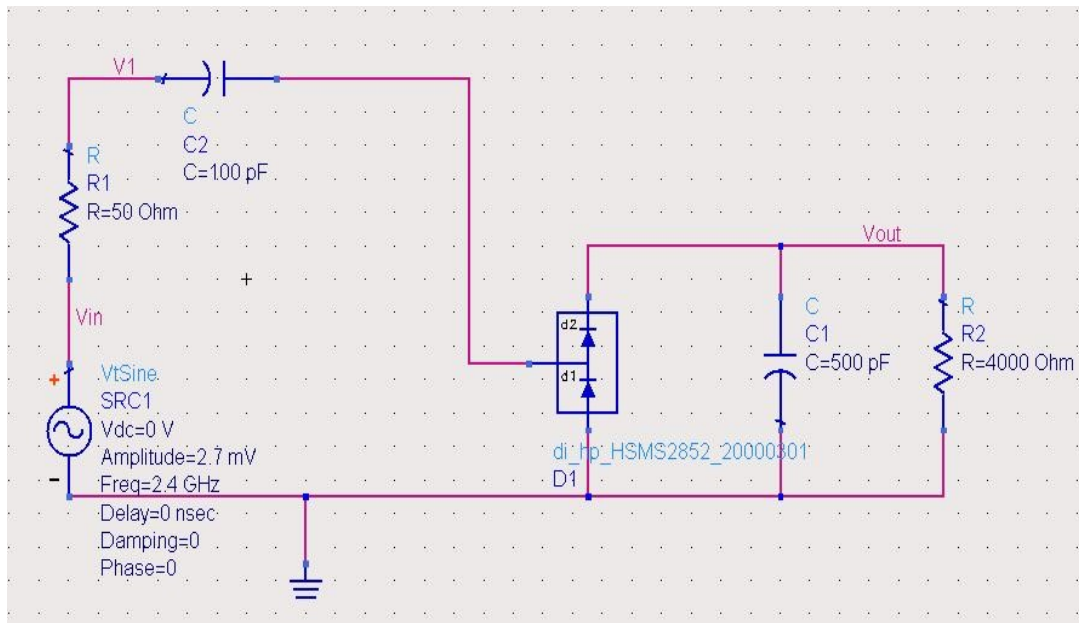 V1
C
C2
C=100 pF
R
R1
R=50 Ohm
Vin
+
VtSine
SRC1
Vdc=0 V
Amplitude=2.7 mV
Freq=2.4 GHz
Delay=0 nsec
Damping=0
Phase=0
-
d2
d1
di_hp_HSMS2852_20000301
D1
Vout
C
C1
C=500 pF
R
R2
R=4000 Ohm